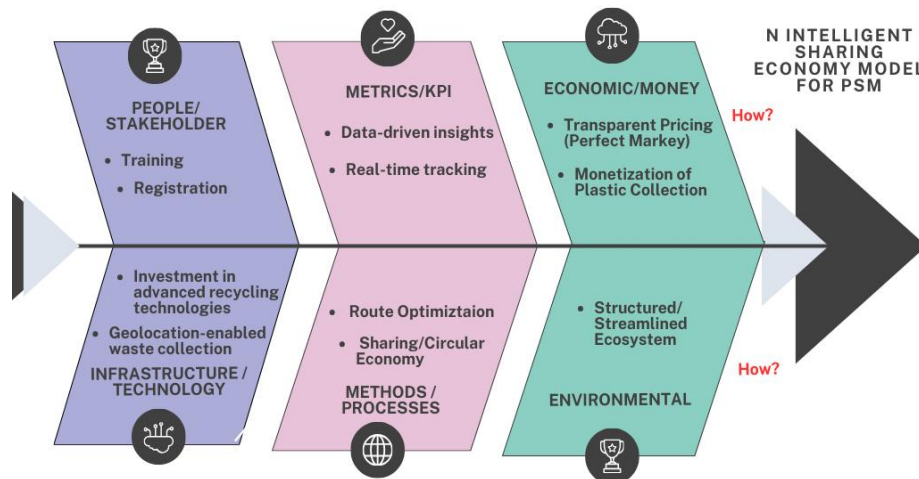 N INTELLIGENT
SHARING
ECONOMY MODEL
FOR PSM
PEOPLE/
STAKEHOLDER
Training
Registration
METRICS/KPI
Data-driven insights
Real-time tracking
ECONOMIC/MONEY
Transparent Pricing
(Perfect Markey)
Monetization of
Plastic Collection
How?
Investment in
advanced recycling
technologies
Geolocation-enabled
waste collection
INFRASTRUCTURE /
TECHNOLOGY
Route Optimiztaion
Sharing/Circular
Economy
METHODS /
PROCESSES
Structured/
Streamlined
Ecosystem
ENVIRONMENTAL
How?